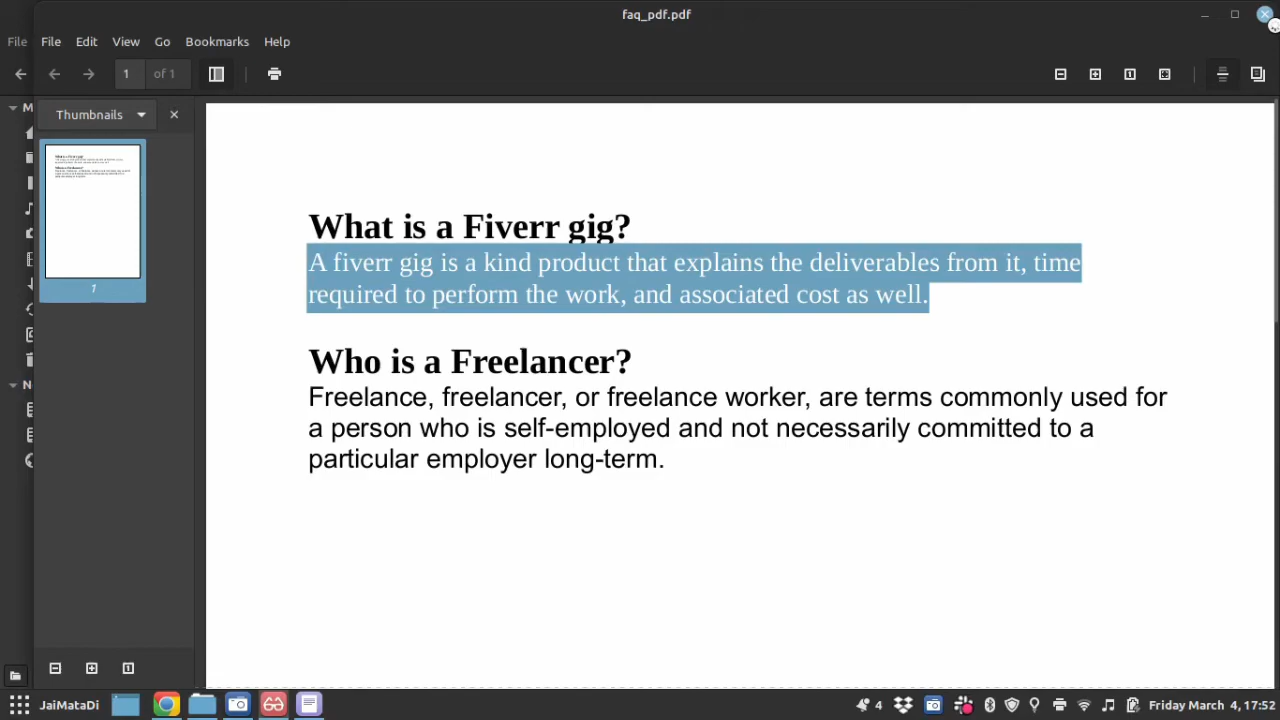 faq_pdf.pdf
File File Edit View Go Bookmarks Help
1 of 1
Thumbnails
What is a Fiverr gig?
A fiverr gig is a kind product that explains the deliverables from it, time
required to perform the work, and associated cost as well.
Who is a Freelancer?
Freelance, freelancer, or freelance worker, are terms commonly used for
a person who is self-employed and not necessarily committed to a
particular employer long-term.
1
JaiMataDi 4 Friday March 4, 17:52